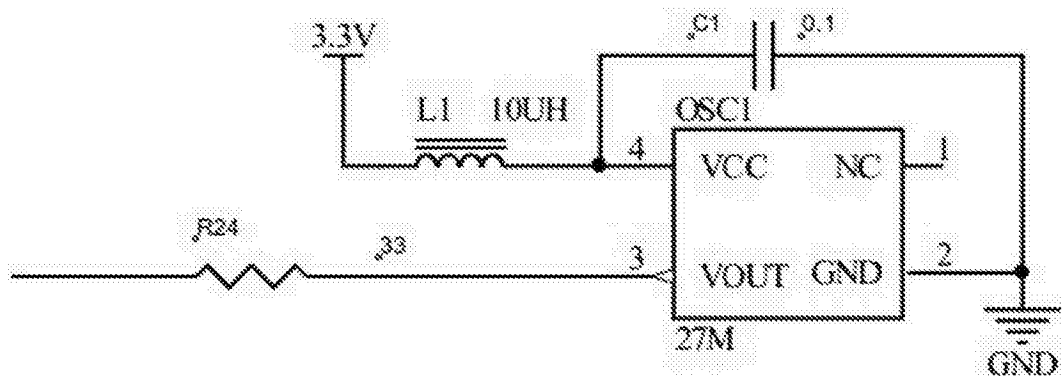 C1 0.1
3.3V
L1 10UH
OSC1
4 VCC NC 1
R24 33
3 VOUT GND 2
27M
GND